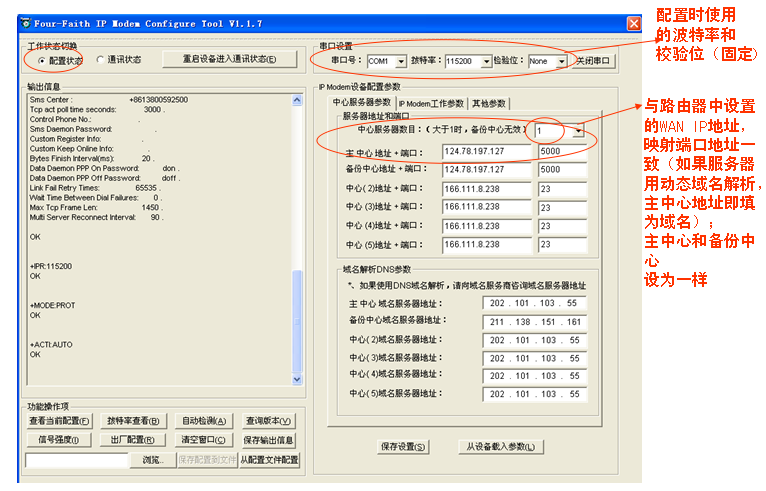 Four-Faith IP Modem Configure Tool V1.1.7
工作状态切换
配置状态 通讯状态 重启设备进入通讯状态(E)
串口设置
串口号: COM1 拔特率: 115200 检验位: None 关闭串口
输出信息
Sms Center : +8613800592500
Tcp act poll time seconds: 3000 .
Control Phone No.: .
Sms Daemon Password: .
Custom Register Info: .
Custom Keep Online Info: .
Bytes Finish Interval(ms): 20 .
Data Daemon PPP On Password: don .
Data Daemon PPP Off Password: doff .
Link Fail Retry Times: 65535 .
Wait Time Between Dial Failures: 0 .
Max Tcp Frame Len: 1450 .
Multi Server Reconnect Interval: 90 .
OK
+IPR:115200
OK
+MODE:PROT
OK
+ACTI:AUTO
OK
功能操作项
查看当前配置(F) 拔特率查看(B) 自动检测(A) 查询版本(V)
信号强度(I) 出厂配置(R) 清空窗口(C) 保存输出信息
浏览.. 保存配置到文件 从配置文件配置
IP Modem设备配置参数
中心服务器参数 IP Modem工作参数 其他参数
服务器地址和端口
中心服务器数目:(大于1时,备份中心无效) 1
主 中心 地址 + 端口: 124.78.197.127 5000
备份中心地址 + 端口: 124.78.197.127 5000
中心(2)地址 + 端口: 166.111.8.238 23
中心(3)地址 + 端口: 166.111.8.238 23
中心(4)地址 + 端口: 166.111.8.238 23
中心(5)地址 + 端口: 166.111.8.238 23
域名解析DNS参数
*、如果使用DNS域名解析,请向域名服务商咨询域名服务器地址
主 中心 域名服务器地址: 202 . 101 . 103 . 55
备份中心域名服务器地址: 211 . 138 . 151 . 161
中心(2)域名服务器地址: 202 . 101 . 103 . 55
中心(3)域名服务器地址: 202 . 101 . 103 . 55
中心(4)域名服务器地址: 202 . 101 . 103 . 55
中心(5)域名服务器地址: 202 . 101 . 103 . 55
保存设置(S) 从设备载入参数(L)
配置时使用
的波特率和
校验位(固定)
与路由器中设置
的WAN IP地址,
映射端口地址一
致(如果服务器
用动态域名解析,
主中心地址即填
为域名);
主中心和备份中
心
设为一样